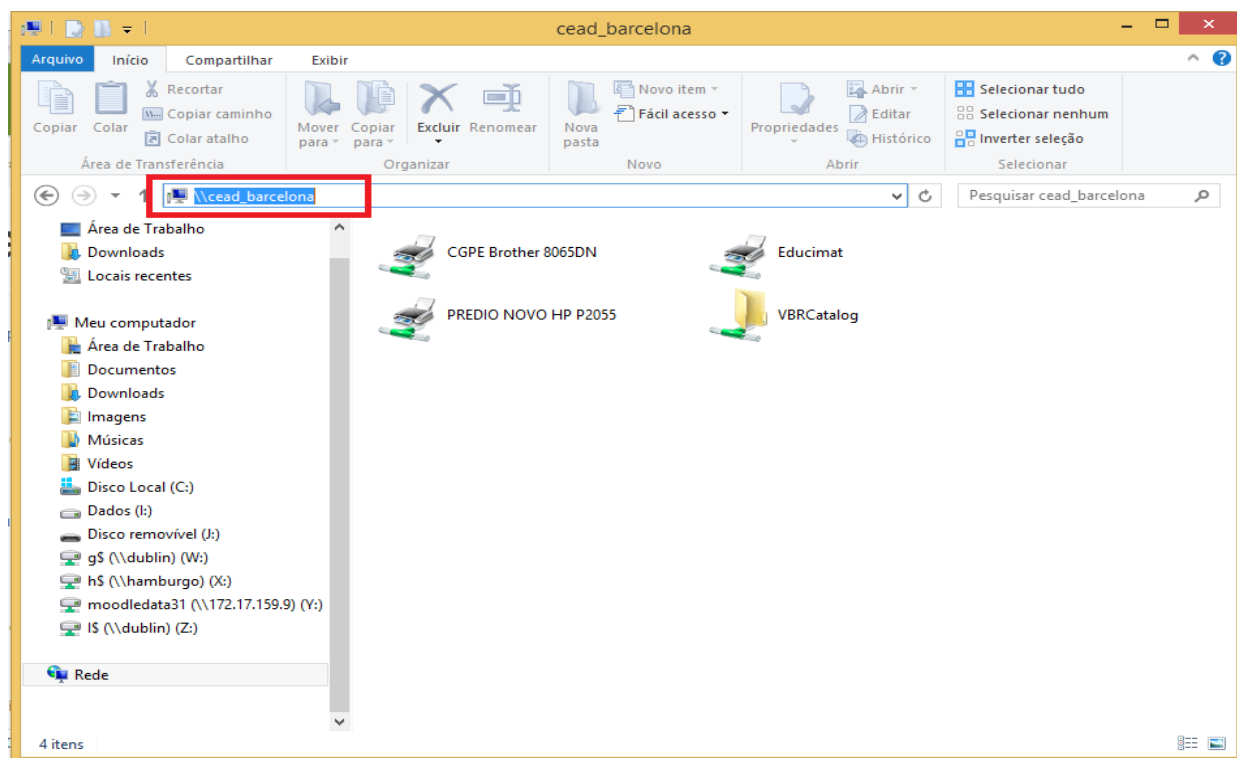 cead_barcelona
Arquivo Início Compartilhar Exibir
Copiar
Colar
Recortar
Copiar caminho
Colar atalho
Área de Transferência
Mover para
Copiar para
Excluir
Renomear
Organizar
Nova pasta
Novo item
Fácil acesso
Novo
Propriedades
Abrir
Editar
Histórico
Abrir
Selecionar tudo
Selecionar nenhum
Inverter seleção
Selecionar
\\cead_barcelona
Pesquisar cead_barcelona
Área de Trabalho
Downloads
Locais recentes
Meu computador
Área de Trabalho
Documentos
Downloads
Imagens
Músicas
Vídeos
Disco Local (C:)
Dados (I:)
Disco removível (J:)
g$ (\\dublin) (W:)
h$ (\\hamburgo) (X:)
moodledata31 (\\172.17.159.9) (Y:)
I$ (\\dublin) (Z:)
Rede
CGPE Brother 8065DN
Educimat
PREDIO NOVO HP P2055
VBRCatalog
4 itens